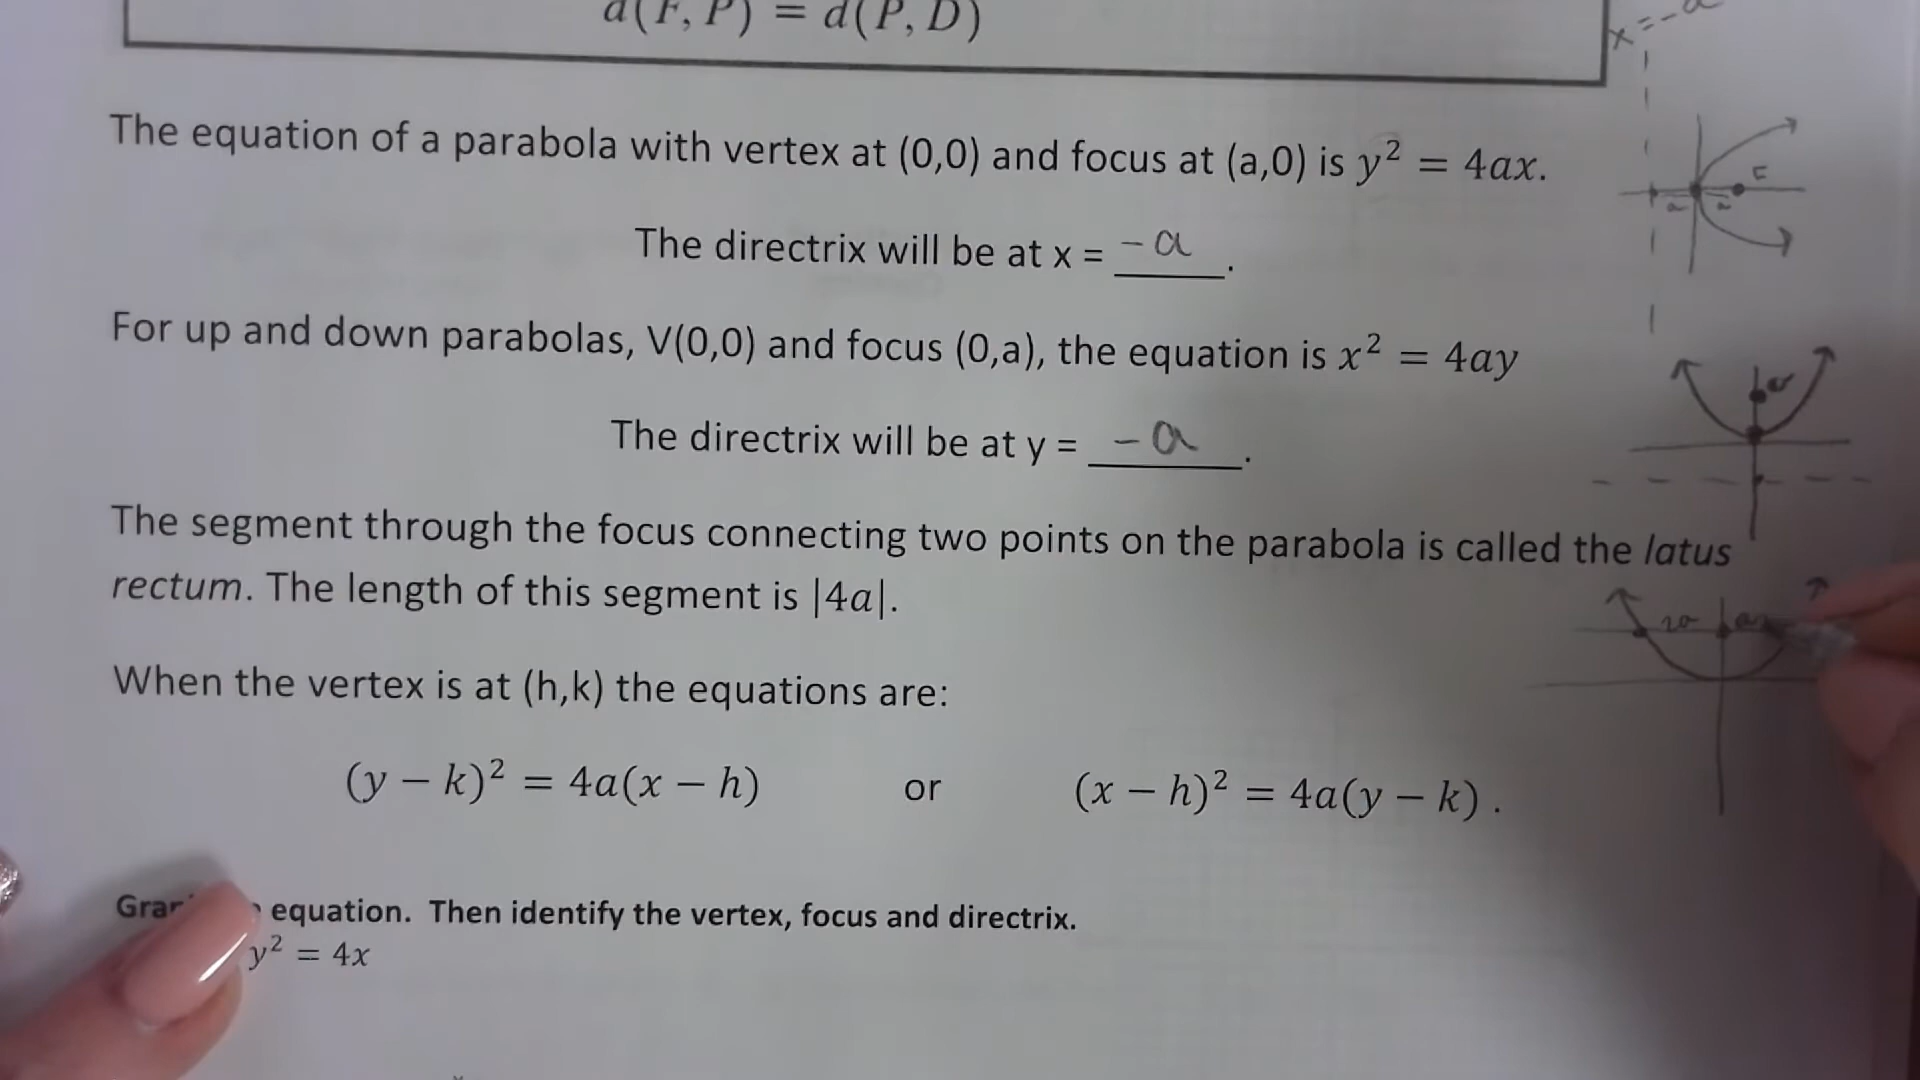 d(F, P) = d(P, D)
x = -a
The equation of a parabola with vertex at (0,0) and focus at (a,0) is y² = 4ax.
F
a a
The directrix will be at x = -a.
For up and down parabolas, V(0,0) and focus (0,a), the equation is x² = 4ay
The directrix will be at y = -a.
The segment through the focus connecting two points on the parabola is called the latus
rectum. The length of this segment is |4a|.
2a
When the vertex is at (h,k) the equations are:
(y − k)² = 4a(x − h) or (x − h)² = 4a(y − k) .
equation. Then identify the vertex, focus and directrix.
y² = 4x